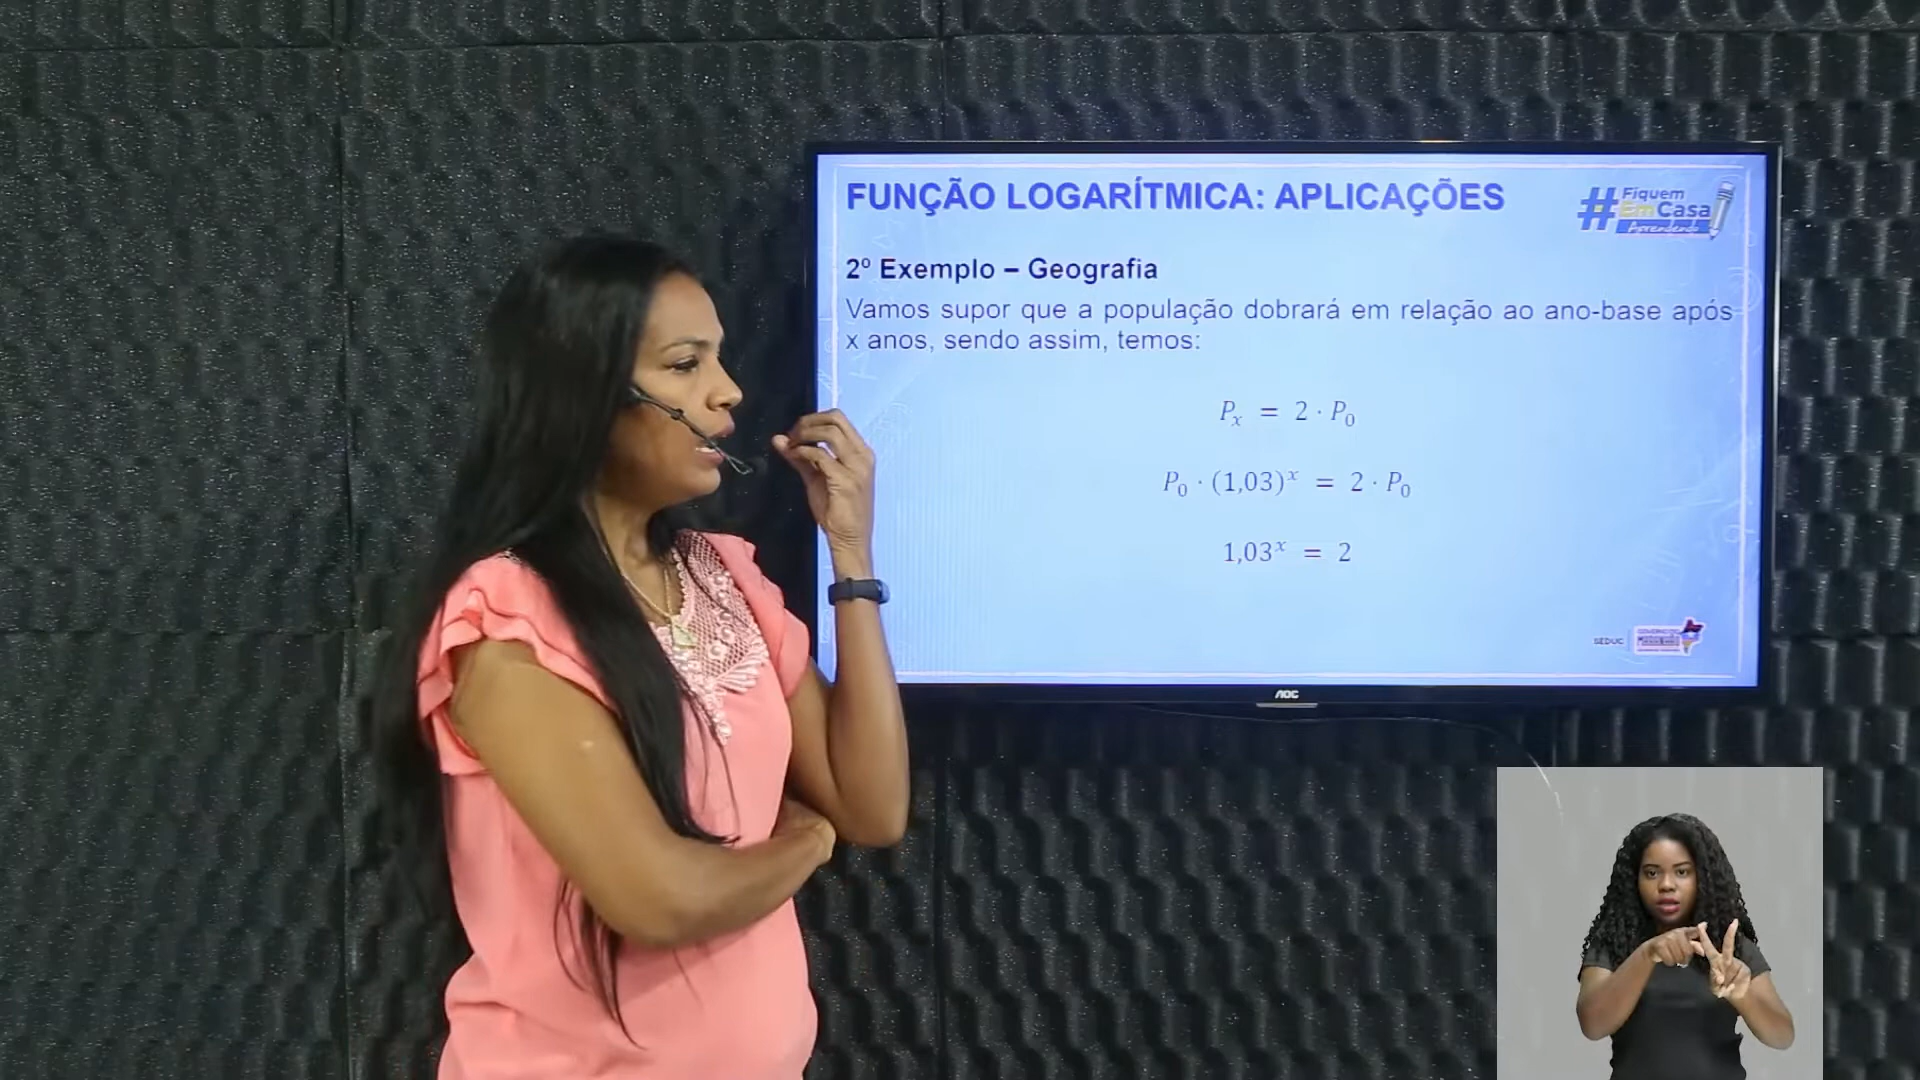 FUNÇÃO LOGARÍTMICA: APLICAÇÕES
#Fiquem
EmCasa
Aprendendo
2º Exemplo – Geografia
Vamos supor que a população dobrará em relação ao ano-base após
x anos, sendo assim, temos:
Pₓ = 2 · P₀
P₀ · (1,03)ˣ = 2 · P₀
1,03ˣ = 2
SEDUC
AOC